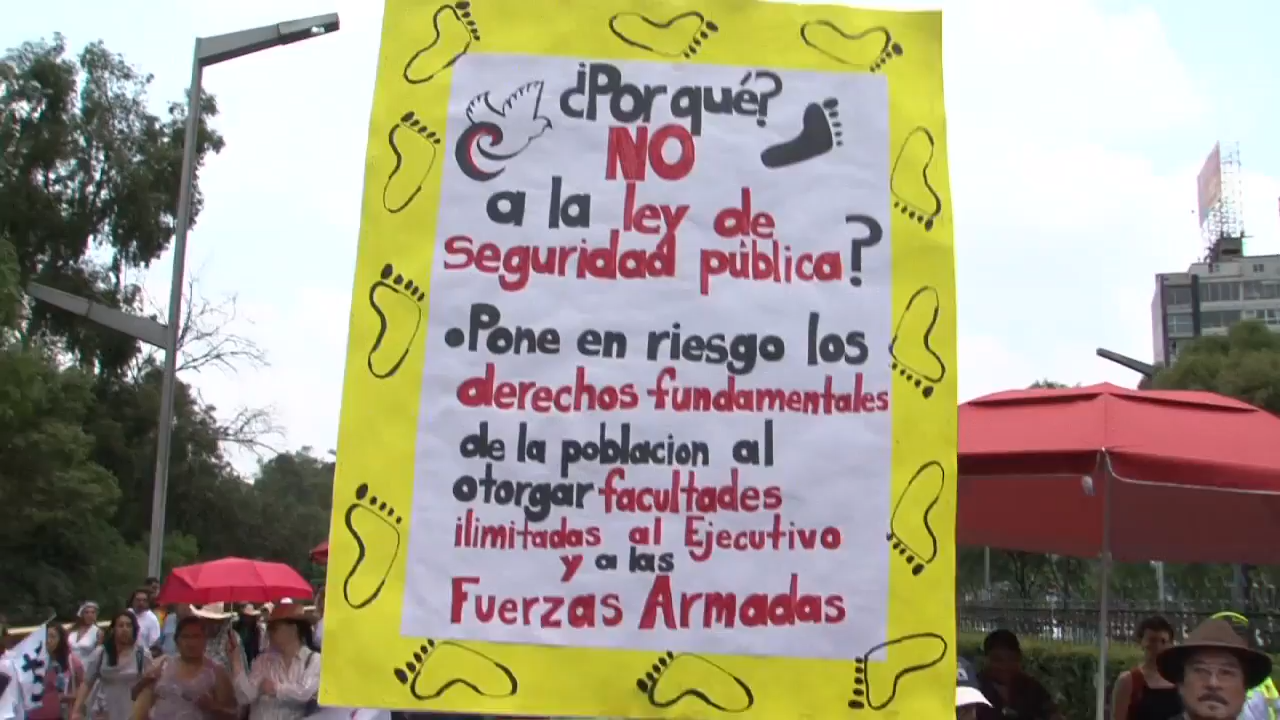 ¿Por qué?
NO
a la ley de
seguridad pública?
•Pone en riesgo los
derechos fundamentales
de la poblacion al
otorgar facultades
ilimitadas al Ejecutivo
y a las
Fuerzas Armadas